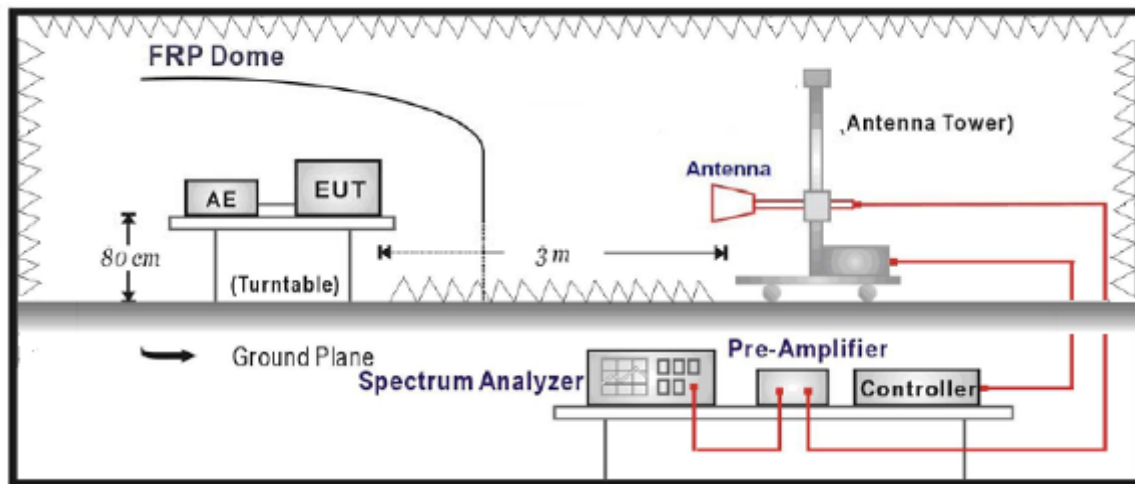 FRP Dome
(Antenna Tower)
Antenna
AE
EUT
80 cm
3 m
(Turntable)
Ground Plane
Pre-Amplifier
Spectrum Analyzer
Controller